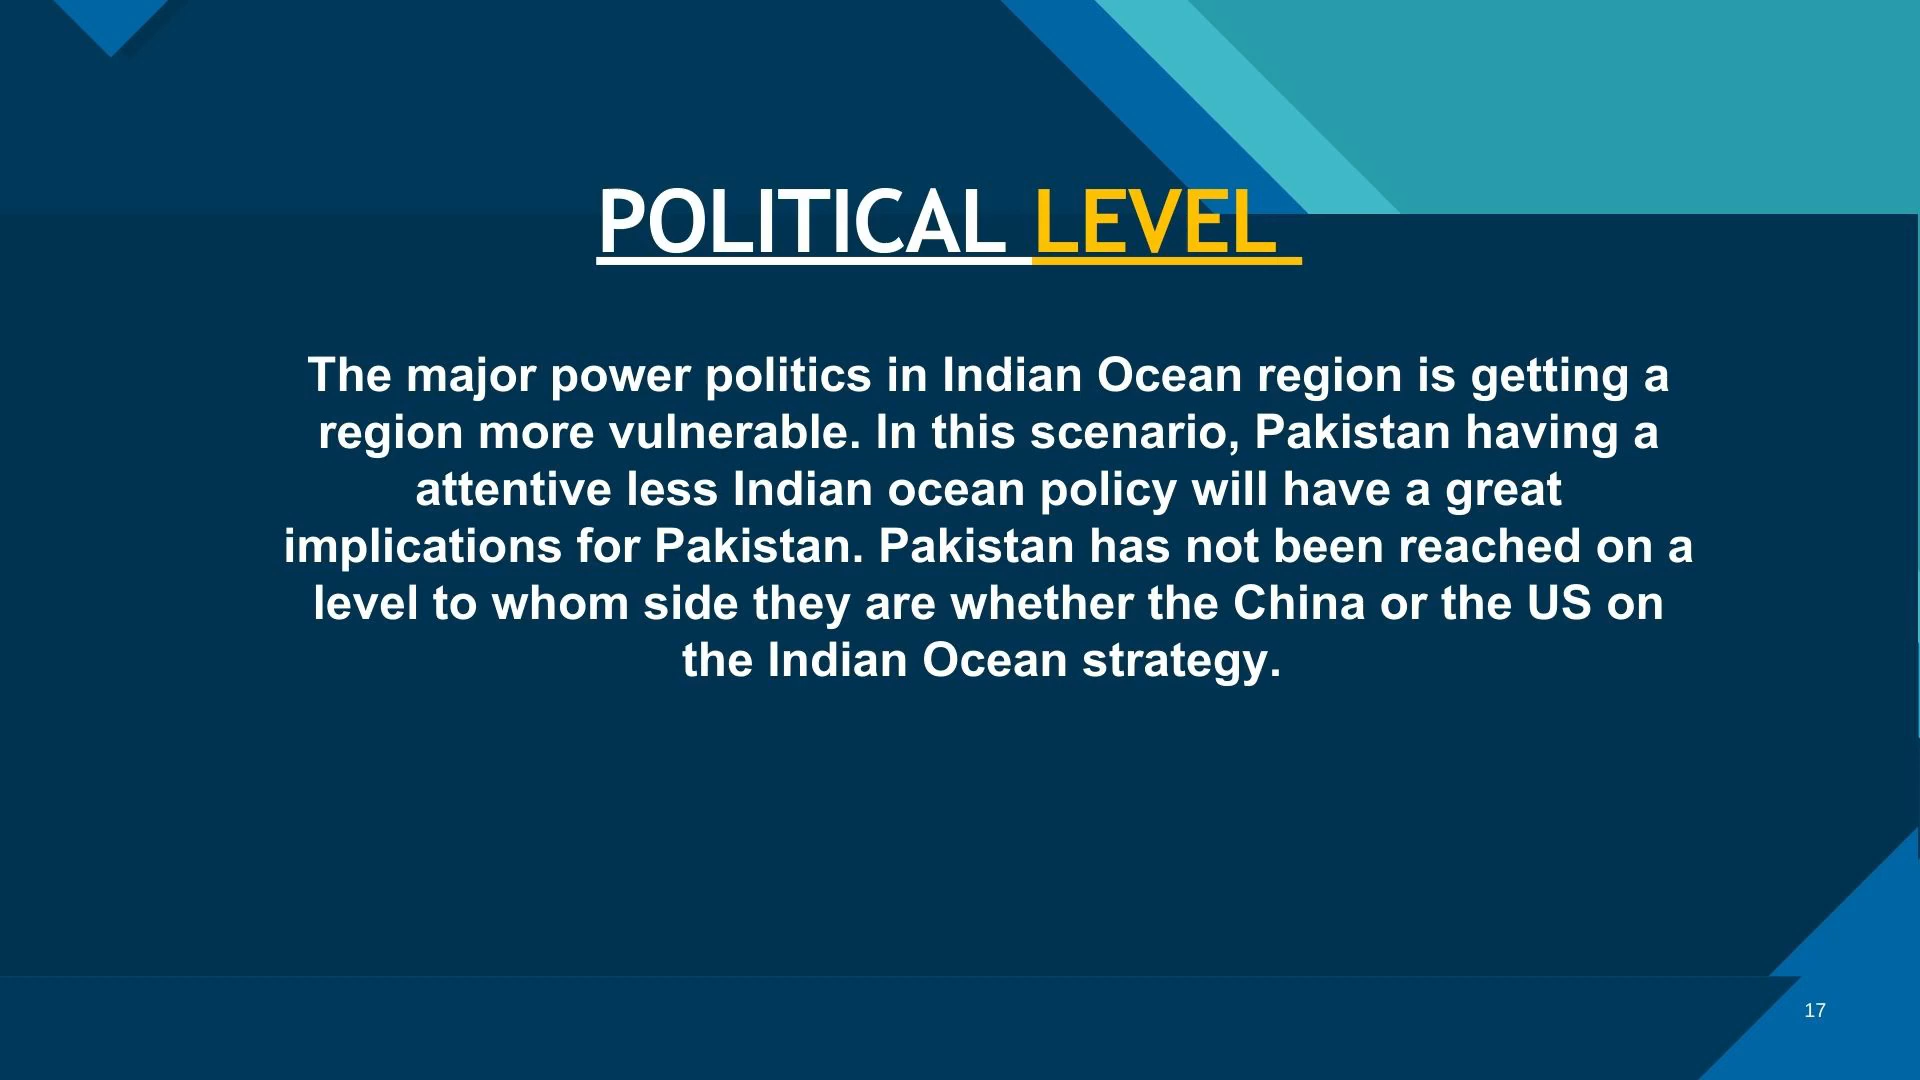 POLITICAL LEVEL
The major power politics in Indian Ocean region is getting a
region more vulnerable. In this scenario, Pakistan having a
attentive less Indian ocean policy will have a great
implications for Pakistan. Pakistan has not been reached on a
level to whom side they are whether the China or the US on
the Indian Ocean strategy.
17